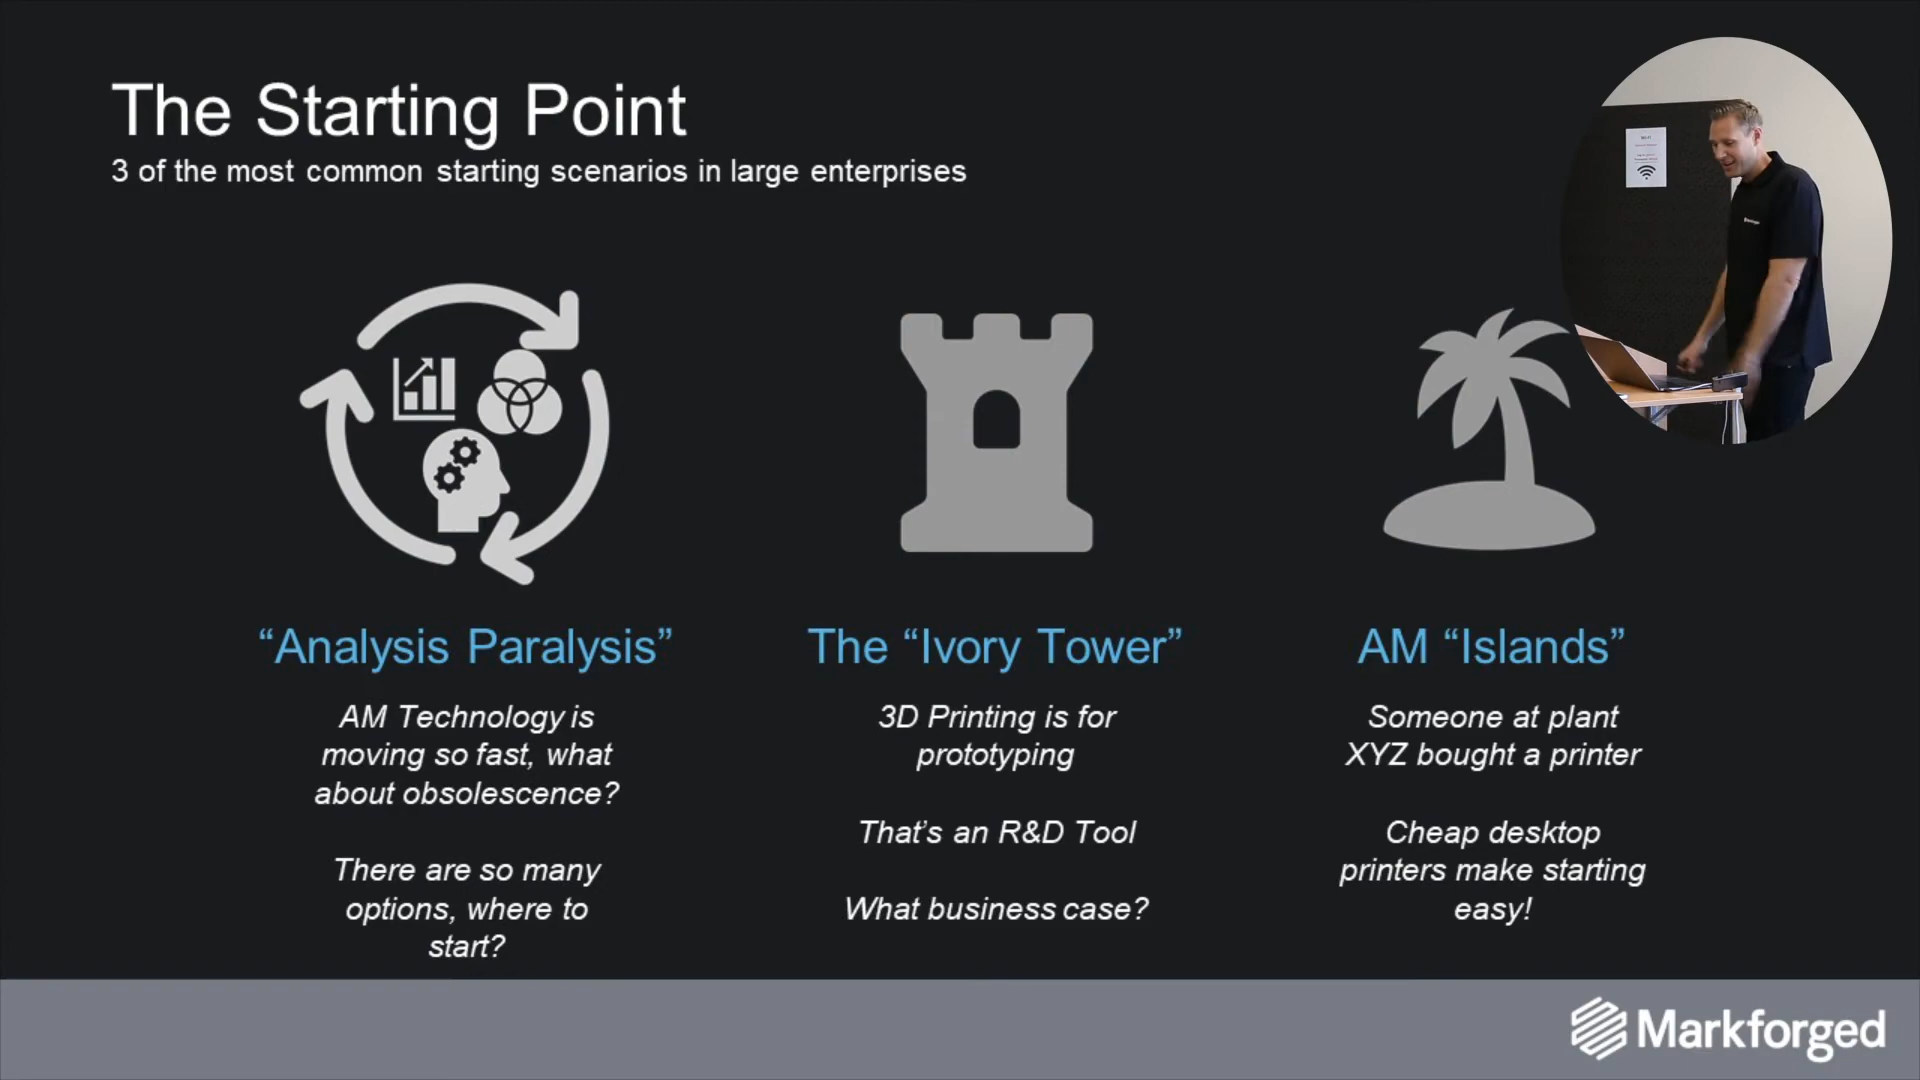 The Starting Point
3 of the most common starting scenarios in large enterprises
“Analysis Paralysis”
AM Technology is
moving so fast, what
about obsolescence?
There are so many
options, where to
start?
The “Ivory Tower”
3D Printing is for
prototyping
That’s an R&D Tool
What business case?
AM “Islands”
Someone at plant
XYZ bought a printer
Cheap desktop
printers make starting
easy!
Markforged